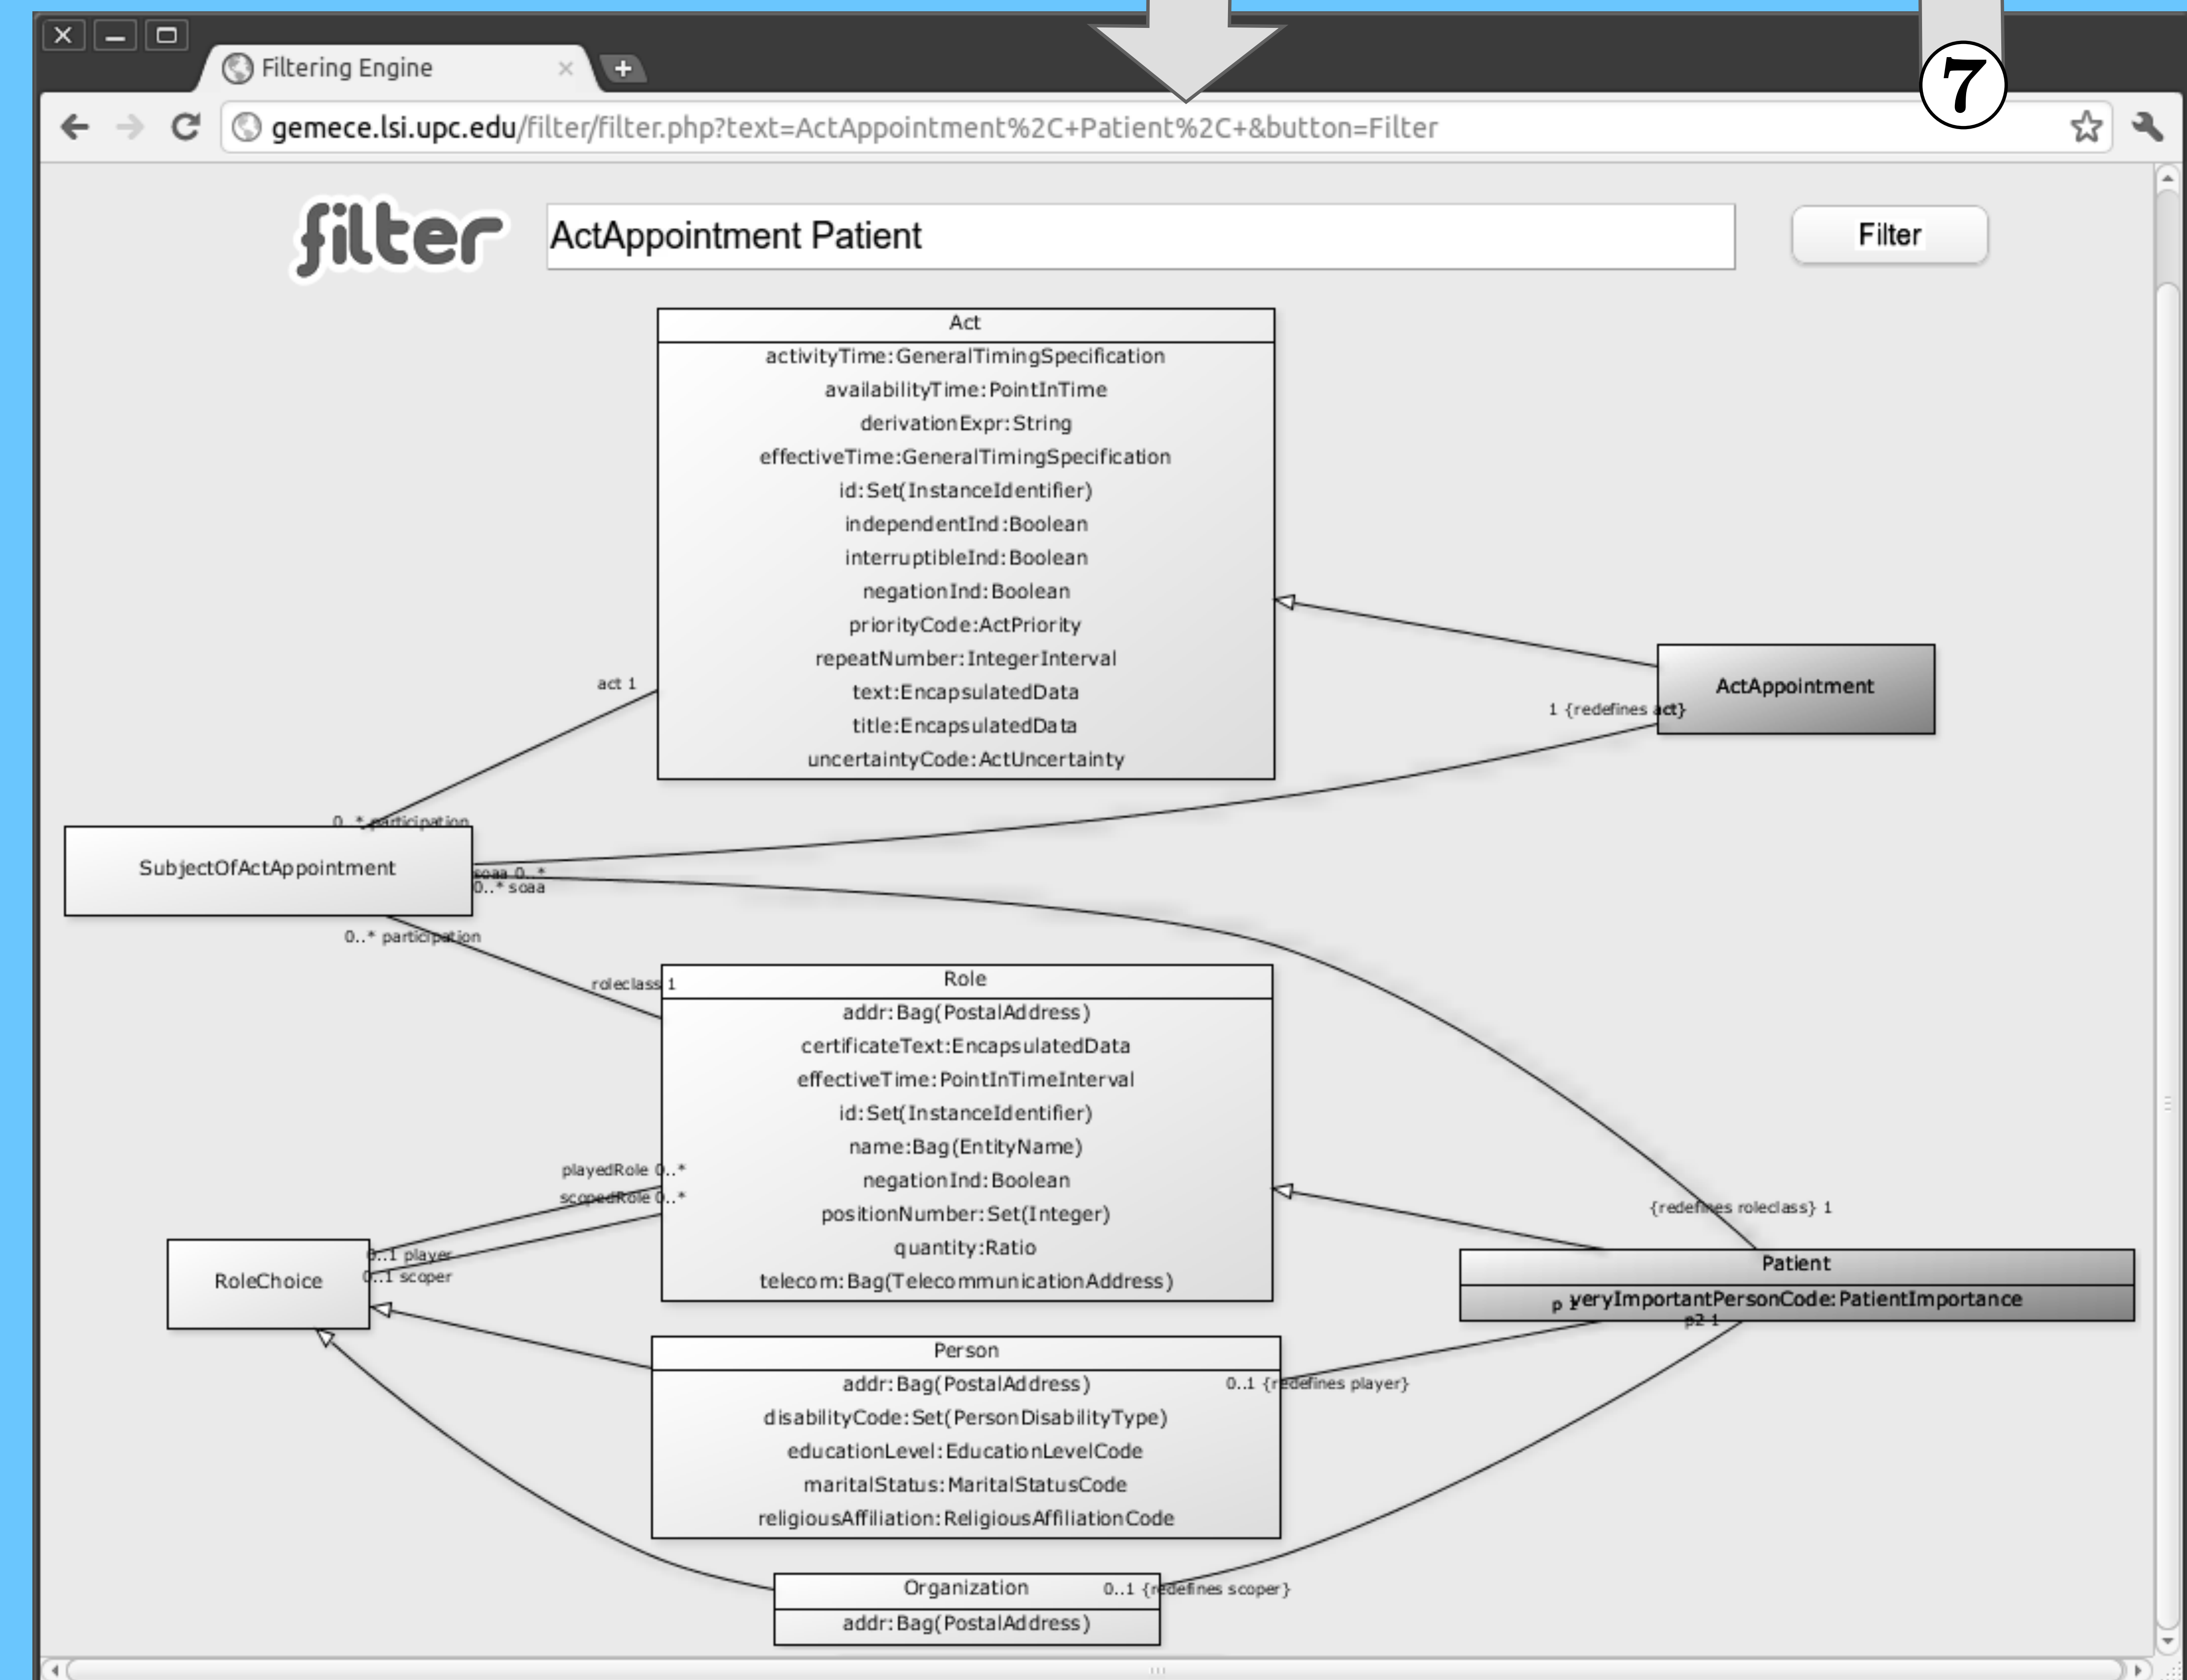 7
Filtering Engine
gemece.lsi.upc.edu/filter/filter.php?text=ActAppointment%2C+Patient%2C+&button=Filter
filter
ActAppointment Patient
Filter
Act
activityTime:GeneralTimingSpecification
availabilityTime:PointInTime
derivationExpr:String
effectiveTime:GeneralTimingSpecification
id:Set(InstanceIdentifier)
independentInd:Boolean
interruptibleInd:Boolean
negationInd:Boolean
priorityCode:ActPriority
repeatNumber:IntegerInterval
text:EncapsulatedData
title:EncapsulatedData
uncertaintyCode:ActUncertainty
act 1
ActAppointment
1 {redefines act}
0..* participation
SubjectOfActAppointment
soaa 0..*
0..* soaa
0..* participation
roleclass 1
Role
addr:Bag(PostalAddress)
certificateText:EncapsulatedData
effectiveTime:PointInTimeInterval
id:Set(InstanceIdentifier)
name:Bag(EntityName)
negationInd:Boolean
positionNumber:Set(Integer)
quantity:Ratio
telecom:Bag(TelecommunicationAddress)
playedRole 0..*
scopedRole 0..*
0..1 player
0..1 scoper
RoleChoice
{redefines roleclass} 1
Patient
veryImportantPersonCode:PatientImportance
p 1
p2 1
Person
addr:Bag(PostalAddress)
disabilityCode:Set(PersonDisabilityType)
educationLevel:EducationLevelCode
maritalStatus:MaritalStatusCode
religiousAffiliation:ReligiousAffiliationCode
0..1 {redefines player}
Organization
addr:Bag(PostalAddress)
0..1 {redefines scoper}